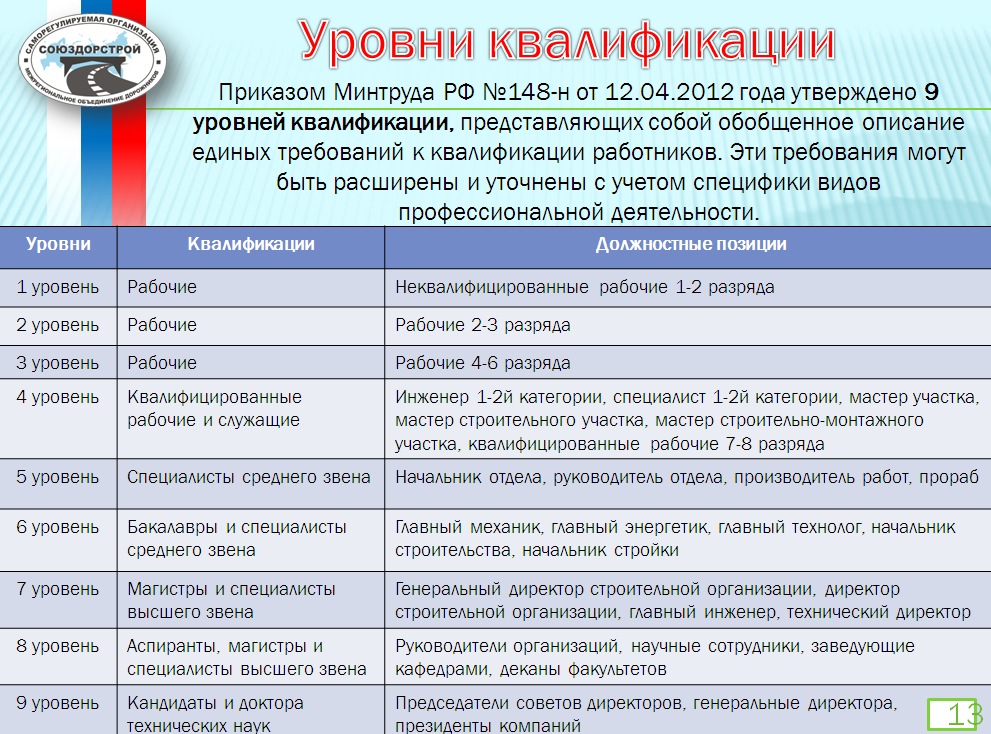 САМОРЕГУЛИРУЕМАЯ ОРГАНИЗАЦИЯ
СОЮЗДОРСТРОЙ
МЕЖРЕГИОНАЛЬНОЕ ОБЪЕДИНЕНИЕ ДОРОЖНИКОВ
Уровни квалификации
Приказом Минтруда РФ №148-н от 12.04.2012 года утверждено 9
уровней квалификации, представляющих собой обобщенное описание
единых требований к квалификации работников. Эти требования могут
быть расширены и уточнены с учетом специфики видов
профессиональной деятельности.
Уровни Квалификации Должностные позиции
1 уровень Рабочие Неквалифицированные рабочие 1-2 разряда
2 уровень Рабочие Рабочие 2-3 разряда
3 уровень Рабочие Рабочие 4-6 разряда
4 уровень Квалифицированные Инженер 1-2й категории, специалист 1-2й категории, мастер участка,
рабочие и служащие мастер строительного участка, мастер строительно-монтажного
участка, квалифицированные рабочие 7-8 разряда
5 уровень Специалисты среднего звена Начальник отдела, руководитель отдела, производитель работ, прораб
6 уровень Бакалавры и специалисты Главный механик, главный энергетик, главный технолог, начальник
среднего звена строительства, начальник стройки
7 уровень Магистры и специалисты Генеральный директор строительной организации, директор
высшего звена строительной организации, главный инженер, технический директор
8 уровень Аспиранты, магистры и Руководители организаций, научные сотрудники, заведующие
специалисты высшего звена кафедрами, деканы факультетов
9 уровень Кандидаты и доктора Председатели советов директоров, генеральные директора,
технических наук президенты компаний
13